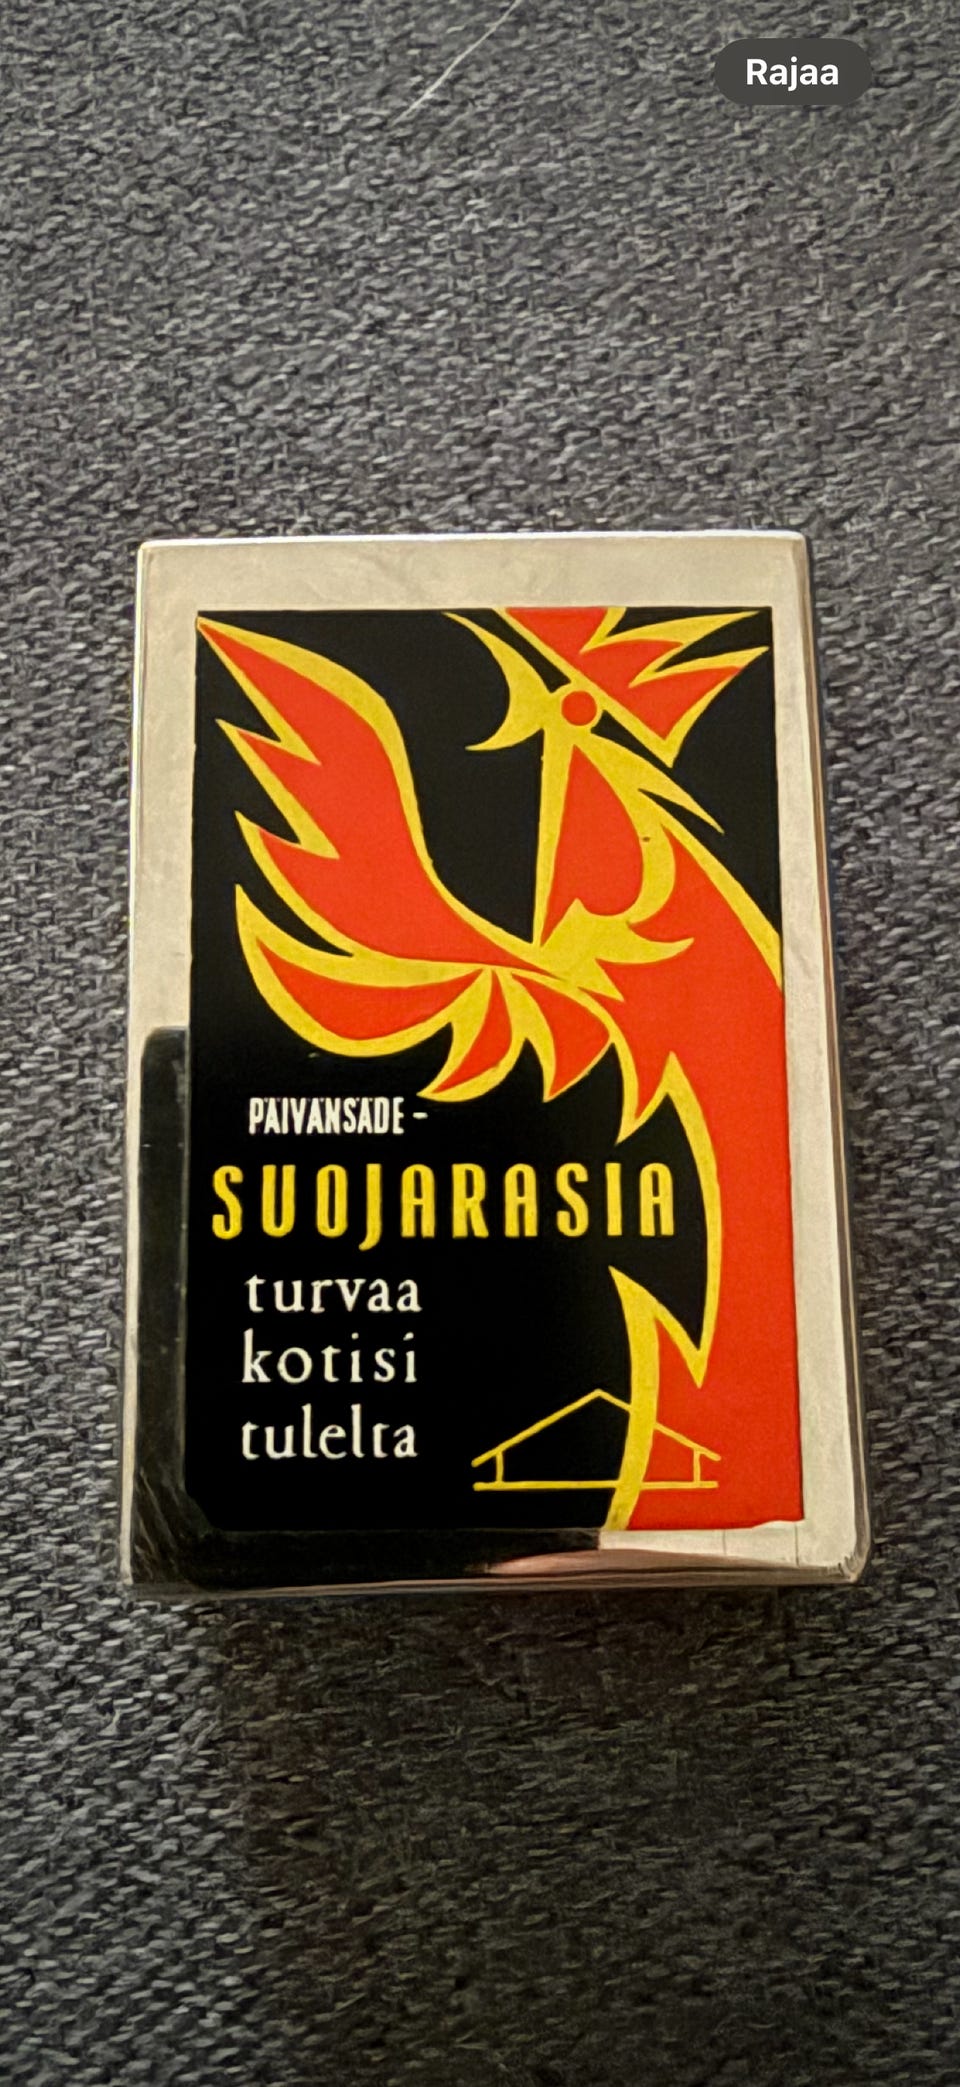 Rajaa
PÄIVÄNSÄDE -
SUOJARASIA
turvaa
kotisi
tulelta